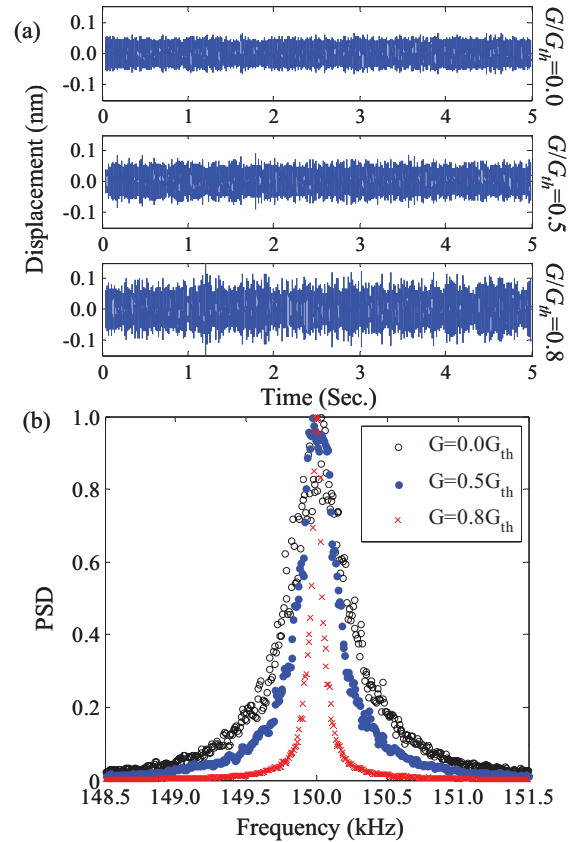 (a)
0.1
0.0
-0.1
0 1 2 3 4 5
G/G_th=0.0
0.1
0.0
-0.1
0 1 2 3 4 5
G/G_th=0.5
Displacement (nm)
0.1
0.0
-0.1
0 1 2 3 4 5
G/G_th=0.8
Time (Sec.)
(b)
1.0
0.8
0.6
0.4
0.2
0
PSD
G=0.0G_th
G=0.5G_th
G=0.8G_th
148.5 149.0 149.5 150.0 150.5 151.0 151.5
Frequency (kHz)